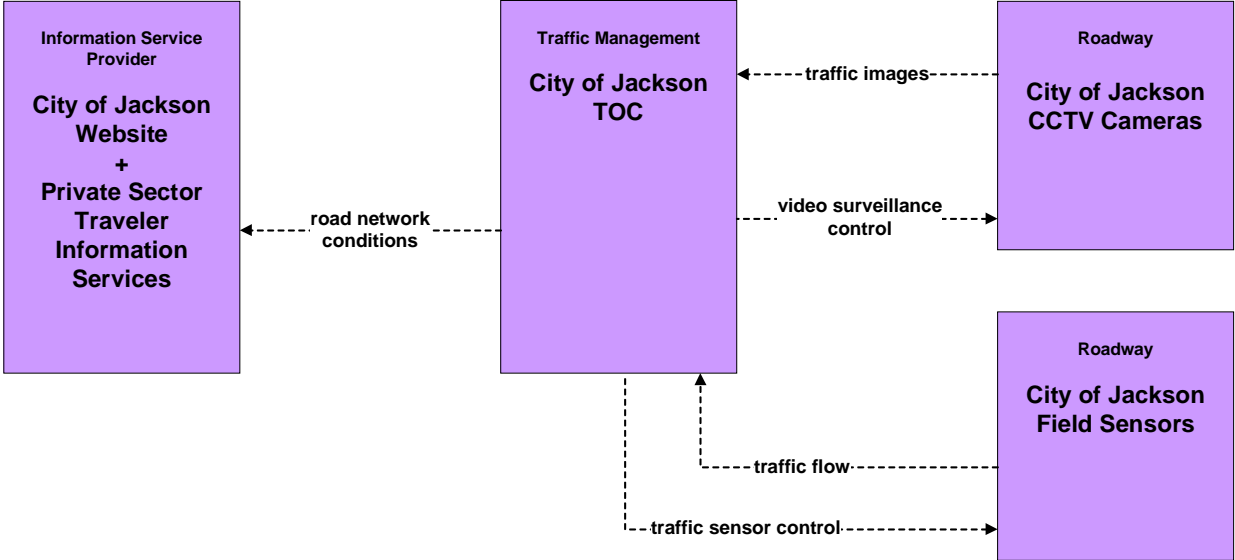 Information Service
Provider
City of Jackson
Website
+
Private Sector
Traveler
Information
Services
road network
conditions
Traffic Management
City of Jackson
TOC
traffic images
video surveillance
control
traffic flow
traffic sensor control
Roadway
City of Jackson
CCTV Cameras
Roadway
City of Jackson
Field Sensors